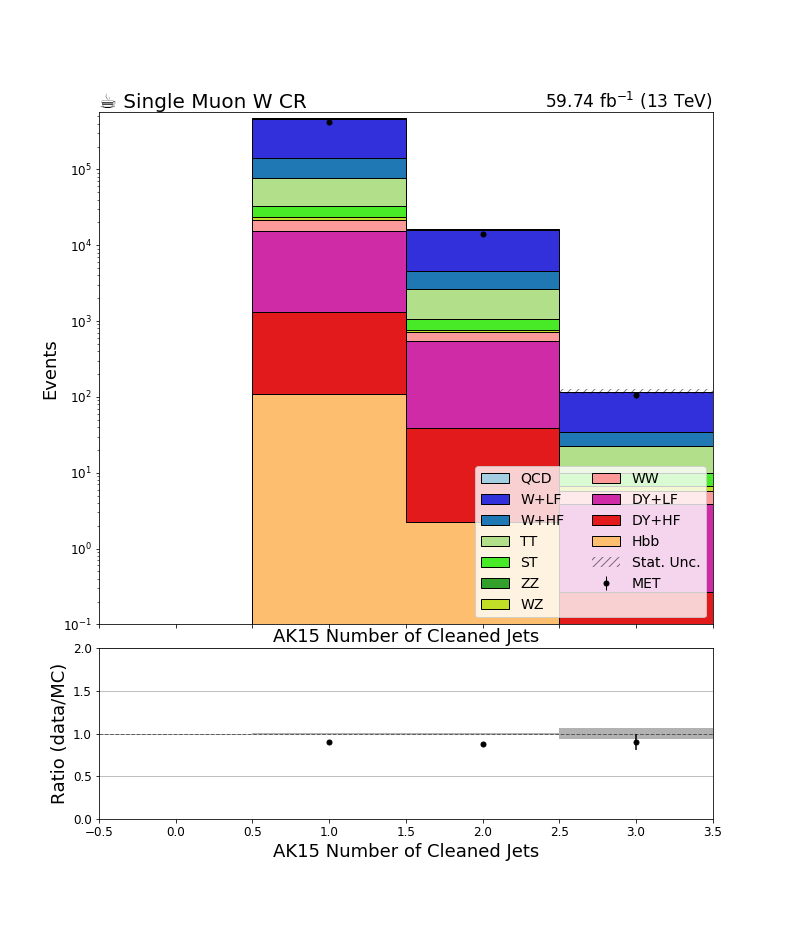 ☕ Single Muon W CR
59.74 fb⁻¹ (13 TeV)
Events
10⁵
10⁴
10³
10²
10¹
10⁰
10⁻¹
QCD
W+LF
W+HF
TT
ST
ZZ
WZ
WW
DY+LF
DY+HF
Hbb
Stat. Unc.
MET
AK15 Number of Cleaned Jets
Ratio (data/MC)
2.0
1.5
1.0
0.5
0.0
−0.5 0.0 0.5 1.0 1.5 2.0 2.5 3.0 3.5
AK15 Number of Cleaned Jets